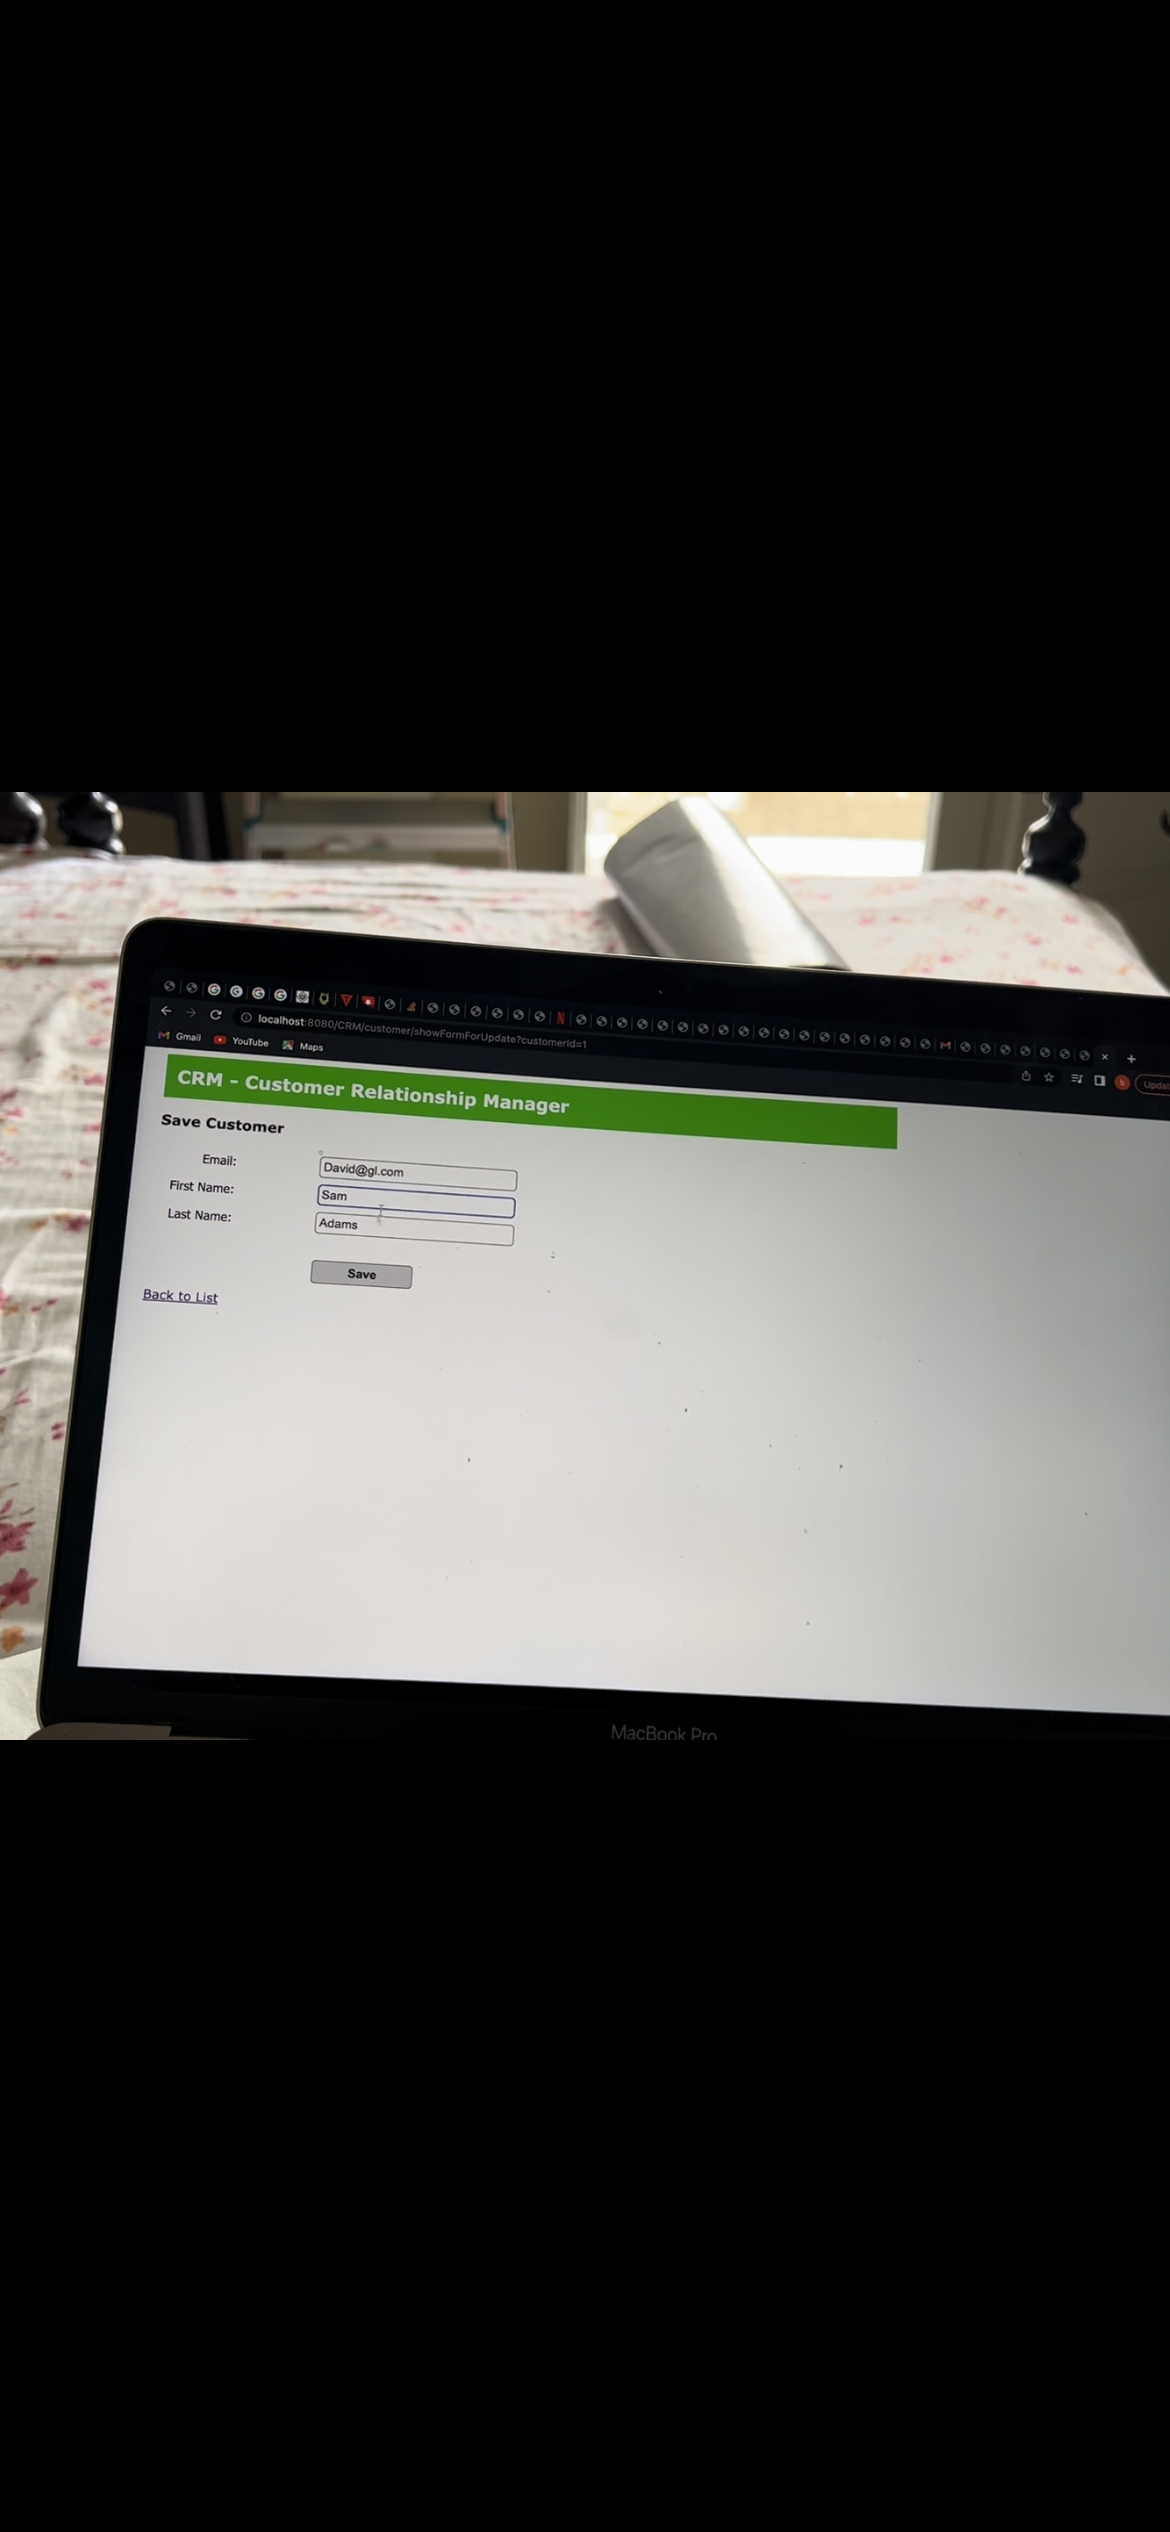 localhost:8080/CRM/customer/showFormForUpdate?customerId=1
Gmail YouTube Maps
b Updat
CRM - Customer Relationship Manager
Save Customer
Email: David@gl.com
First Name: Sam
Last Name: Adams
Save
Back to List
MacBook Pro